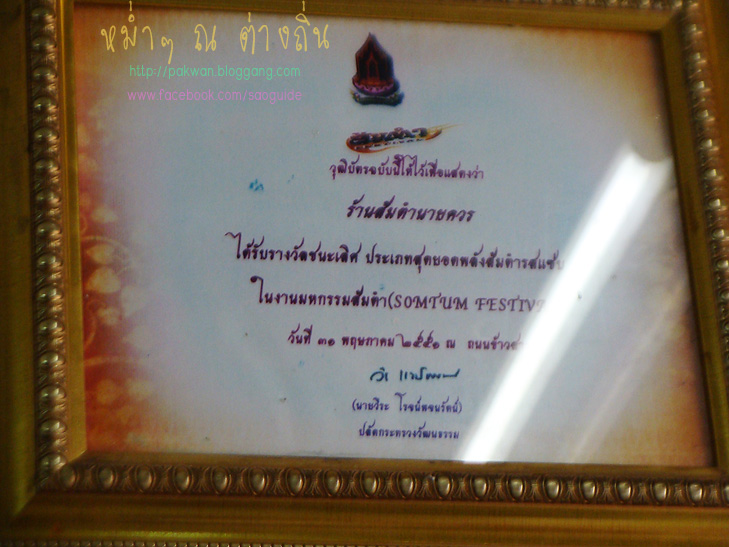 หม่ำๆ ณ ต่างถิ่น
http://pakwan.bloggang.com
www.facebook.com/saoguide
วุฒิบัตรฉบับนี้ให้ไว้เพื่อแสดงว่า
ร้านส้มตำนายควร
ได้รับรางวัลชนะเลิศ ประเภทสุดยอดพลังส้มตำรสแซ่บ
ในงานมหกรรมส้มตำ(SOMTUM FESTIV
วันที่ ๓๑ พฤษภาคม ๒๕๕๑ ณ ถนนข้าวส
(นายวีระ โรจน์พจนรัตน์)
ปลัดกระทรวงวัฒนธรรม